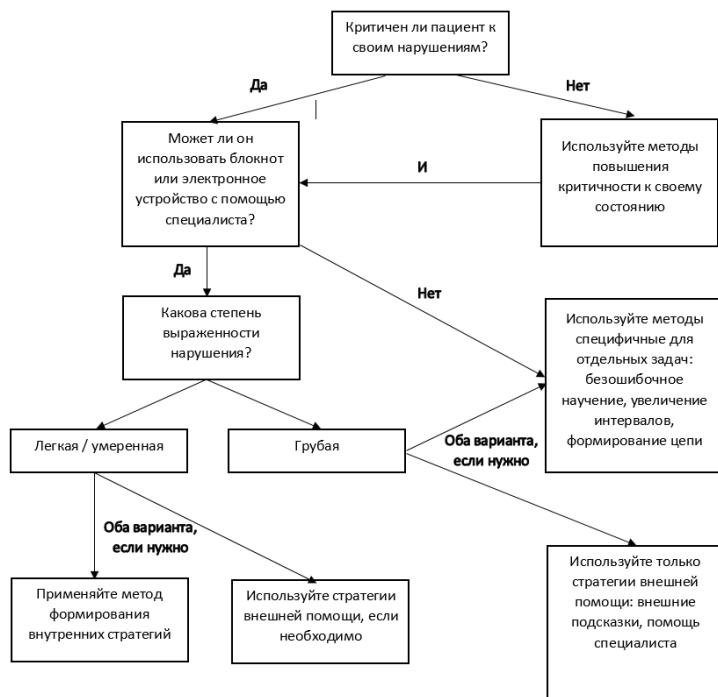 Критичен ли пациент к
своим нарушениям?
Да
Нет
Может ли он
использовать блокнот
или электронное
устройство с помощью
специалиста?
И
Используйте методы
повышения
критичности к своему
состоянию
Да
Нет
Какова степень
выраженности
нарушения?
Используйте методы
специфичные для
отдельных задач:
безошибочное
научение, увеличение
интервалов,
формирование цепи
Легкая / умеренная
Грубая
Оба варианта,
если нужно
Оба варианта,
если нужно
Применяйте метод
формирования
внутренних стратегий
Используйте стратегии
внешней помощи, если
необходимо
Используйте только
стратегии внешней
помощи: внешние
подсказки, помощь
специалиста